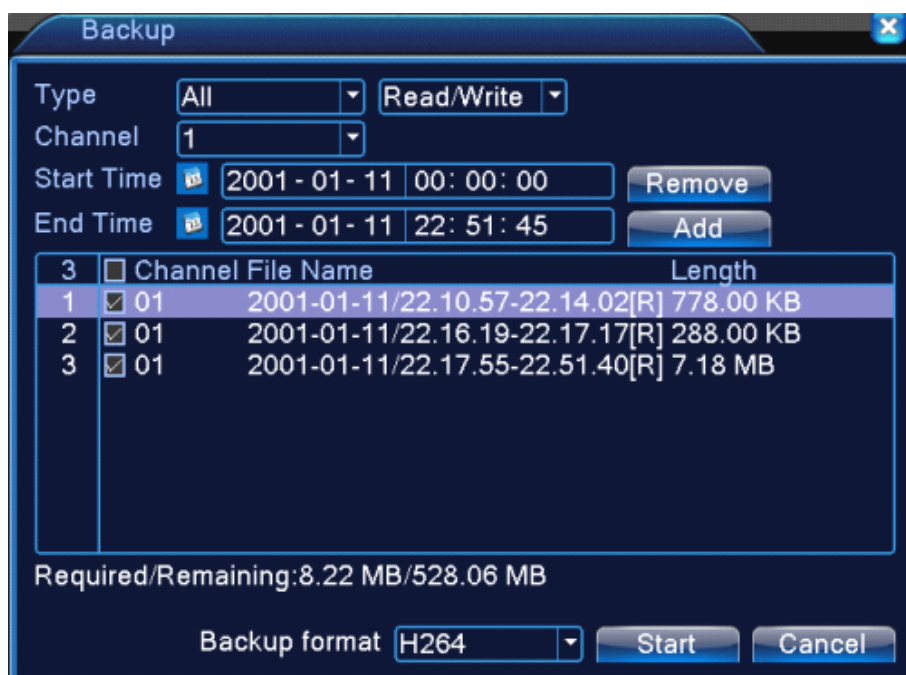 Backup
Type All Read/Write
Channel 1
Start Time 2001 - 01 - 11 00: 00: 00 Remove
End Time 2001 - 01 - 11 22: 51: 45 Add
3 Channel File Name Length
1 01 2001-01-11/22.10.57-22.14.02[R] 778.00 KB
2 01 2001-01-11/22.16.19-22.17.17[R] 288.00 KB
3 01 2001-01-11/22.17.55-22.51.40[R] 7.18 MB
Required/Remaining:8.22 MB/528.06 MB
Backup format H264 Start Cancel